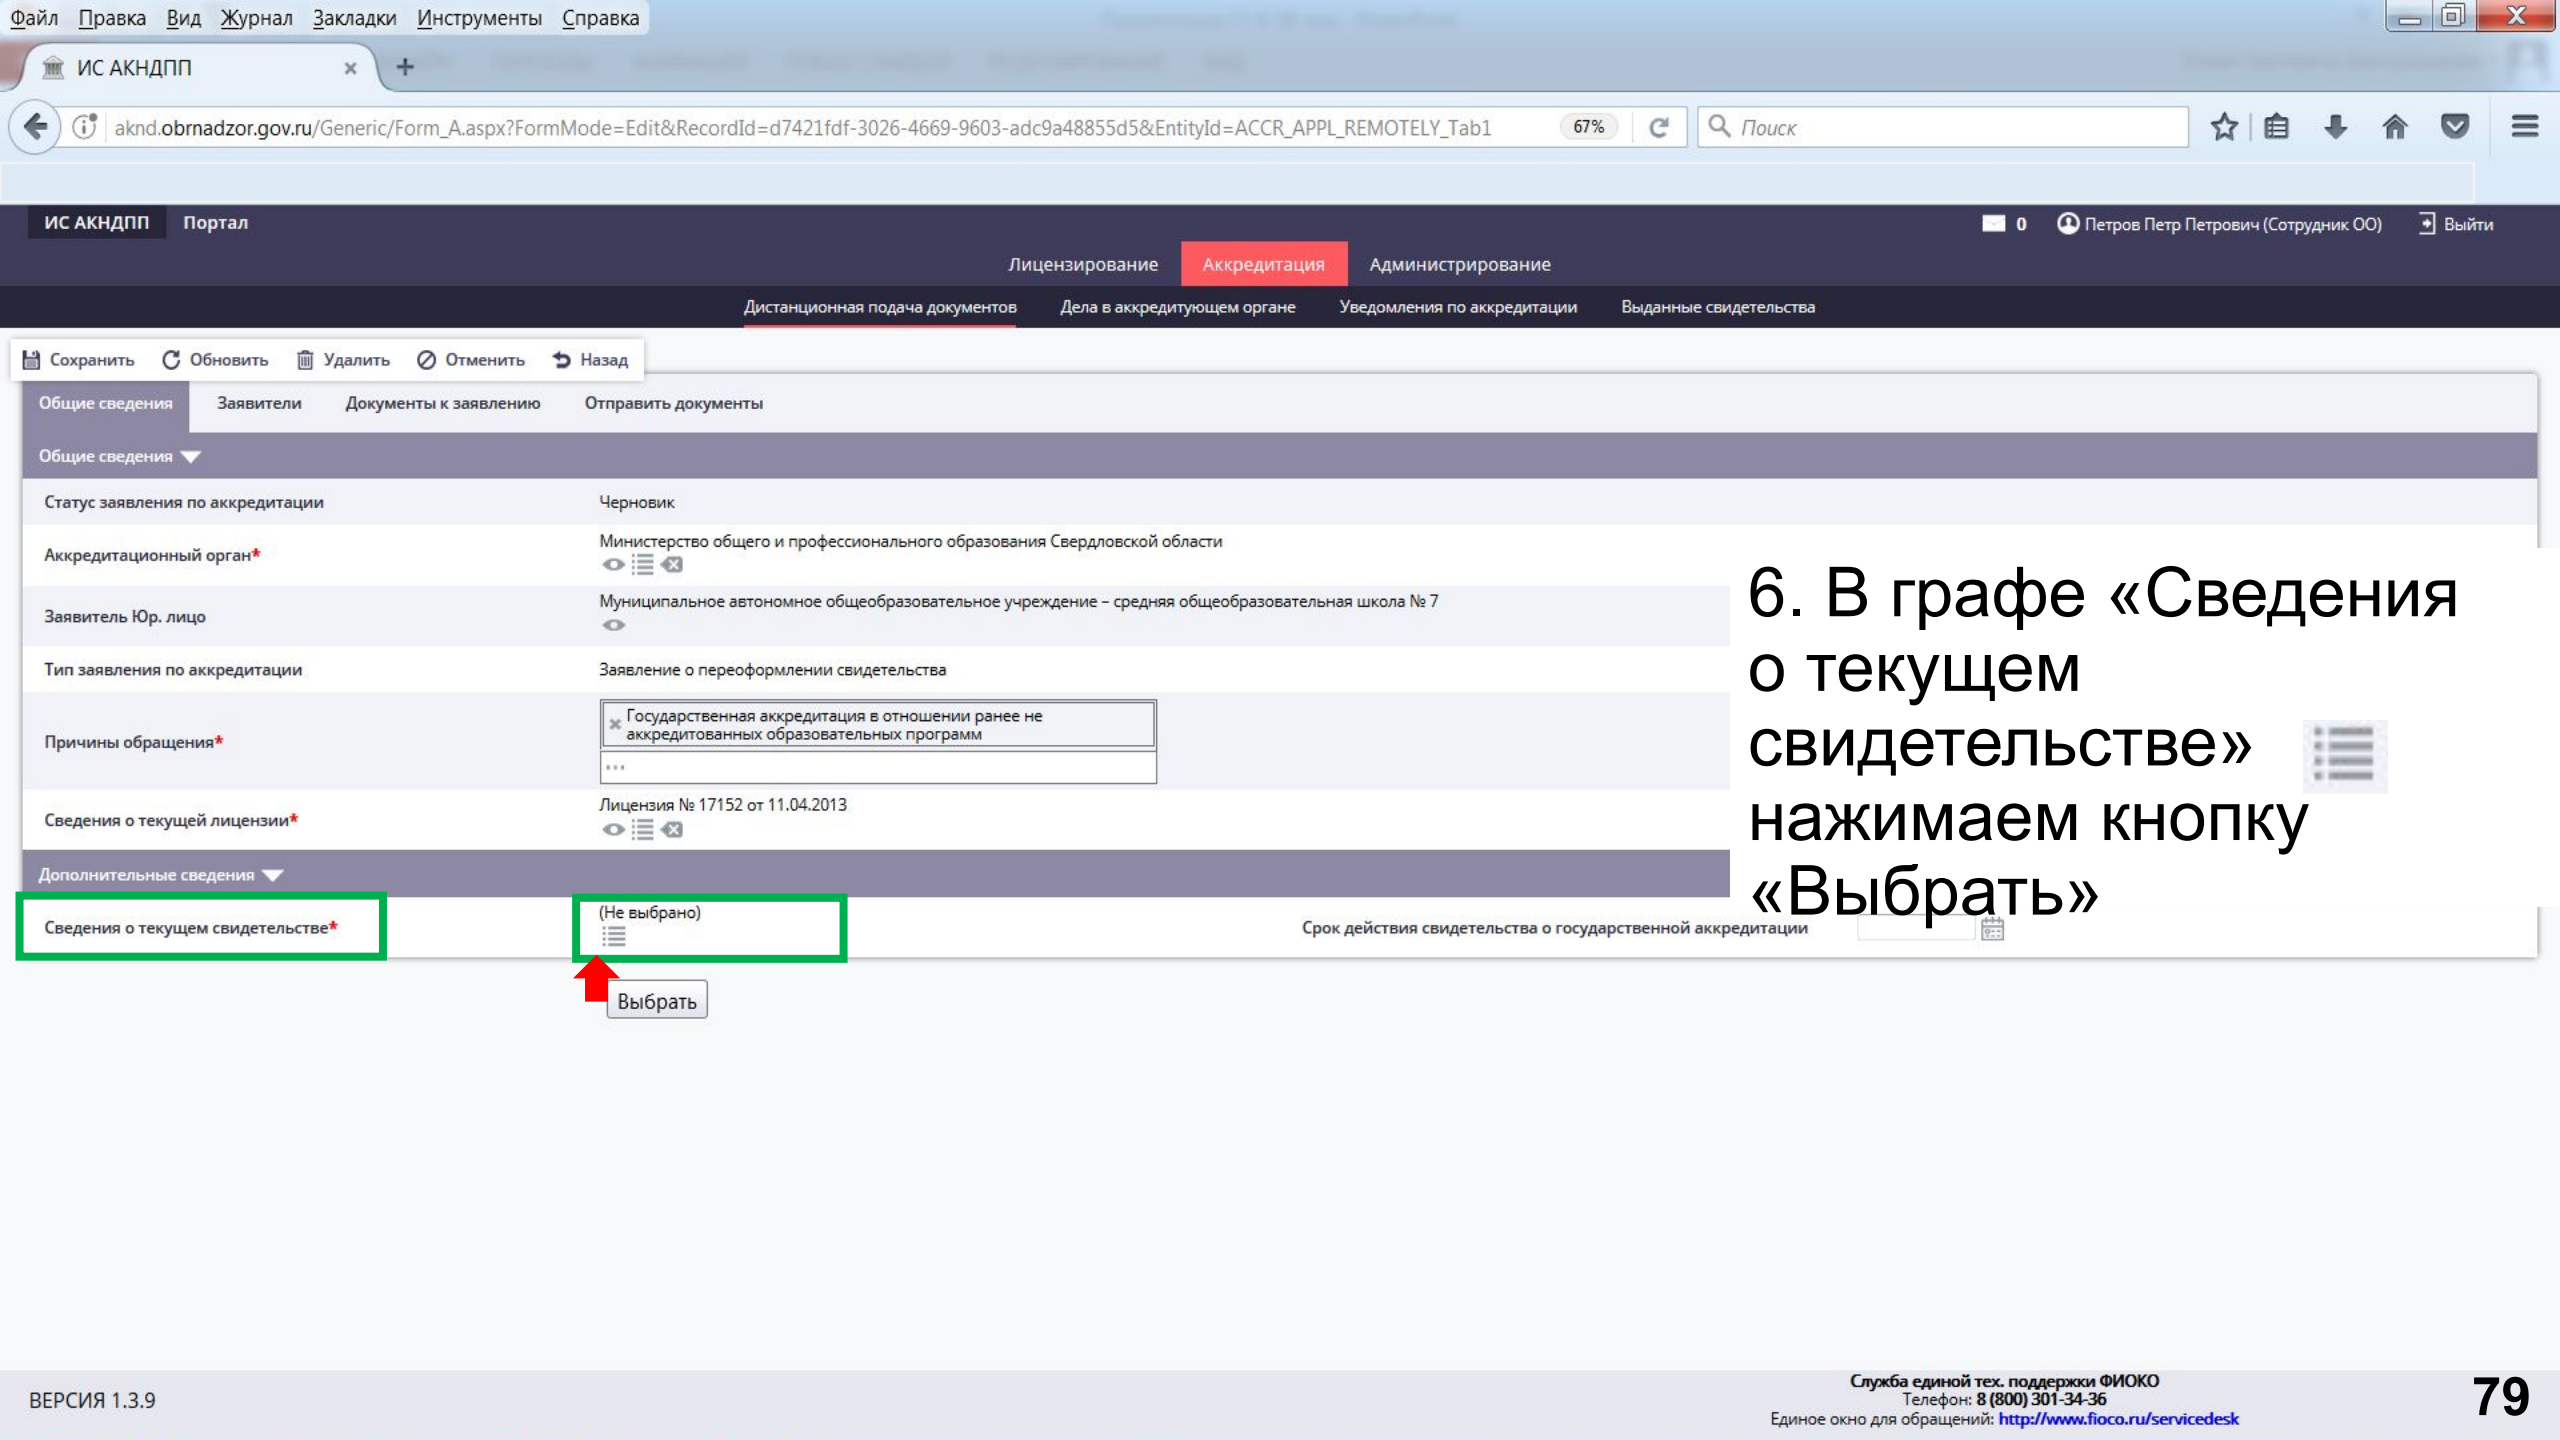 Файл Правка Вид Журнал Закладки Инструменты Справка
ИС АКНДПП
aknd.obrnadzor.gov.ru/Generic/Form_A.aspx?FormMode=Edit&RecordId=d7421fdf-3026-4669-9603-adc9a48855d5&EntityId=ACCR_APPL_REMOTELY_Tab1 67% Поиск
ИС АКНДПП Портал 0 Петров Петр Петрович (Сотрудник ОО) Выйти
Лицензирование Аккредитация Администрирование
Дистанционная подача документов Дела в аккредитующем органе Уведомления по аккредитации Выданные свидетельства
Сохранить Обновить Удалить Отменить Назад
Общие сведения Заявители Документы к заявлению Отправить документы
Общие сведения
Статус заявления по аккредитации Черновик
Аккредитационный орган* Министерство общего и профессионального образования Свердловской области
Заявитель Юр. лицо Муниципальное автономное общеобразовательное учреждение – средняя общеобразовательная школа № 7
Тип заявления по аккредитации Заявление о переоформлении свидетельства
Причины обращения* Государственная аккредитация в отношении ранее не
аккредитованных образовательных программ
...
Сведения о текущей лицензии* Лицензия № 17152 от 11.04.2013
Дополнительные сведения
Сведения о текущем свидетельстве* (Не выбрано) Срок действия свидетельства о государственной аккредитации
Выбрать
6. В графе «Сведения
о текущем
свидетельстве»
нажимаем кнопку
«Выбрать»
ВЕРСИЯ 1.3.9
Служба единой тех. поддержки ФИОКО
Телефон: 8 (800) 301-34-36
Единое окно для обращений: http://www.fioco.ru/servicedesk
79